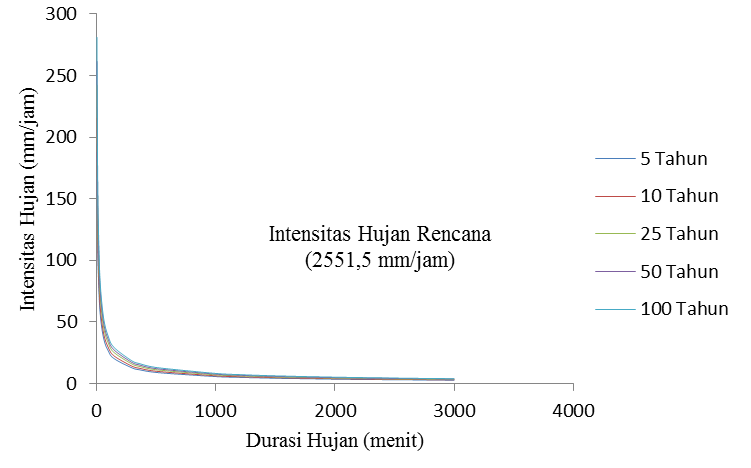 300
250
200
150
100
50
0
Intensitas Hujan (mm/jam)
Intensitas Hujan Rencana
(2551,5 mm/jam)
5 Tahun
10 Tahun
25 Tahun
50 Tahun
100 Tahun
0 1000 2000 3000 4000
Durasi Hujan (menit)